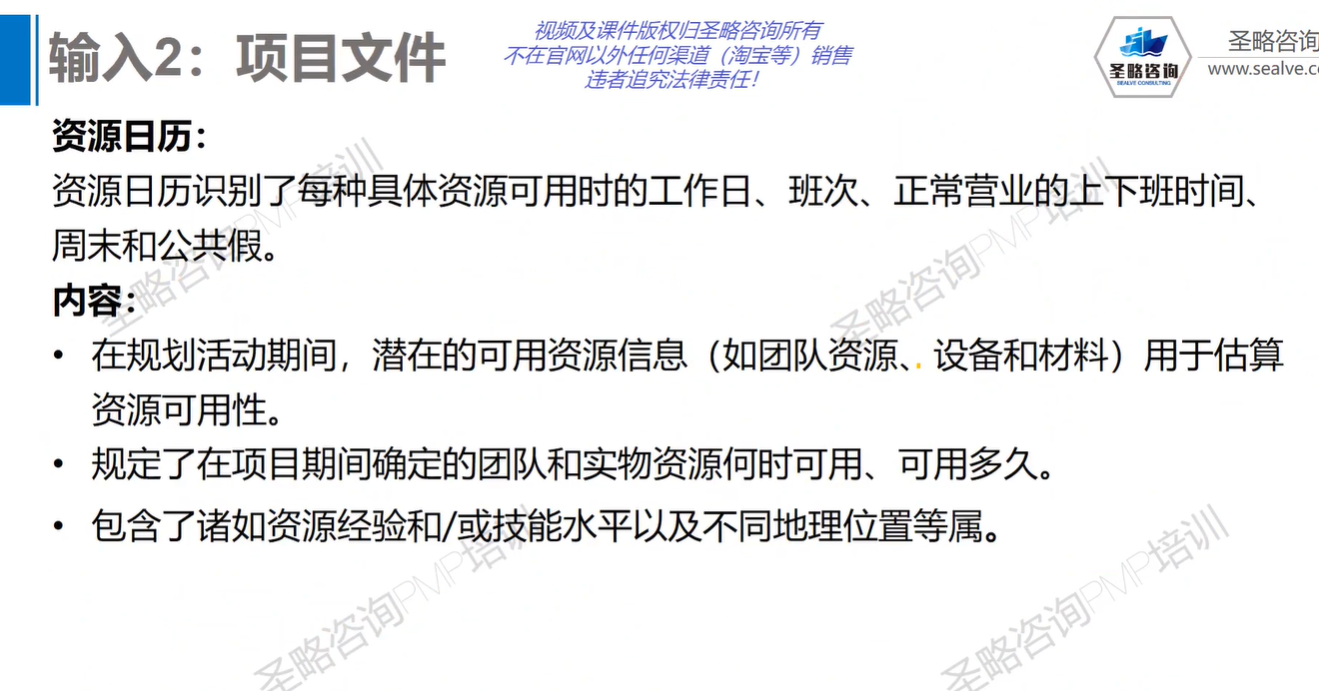 输入2：项目文件
视频及课件版权归圣略咨询所有
不在官网以外任何渠道（淘宝等）销售
违者追究法律责任！
圣略咨询
SEALVE CONSULTING
圣略咨询
www.sealve.co
资源日历：
资源日历识别了每种具体资源可用时的工作日、班次、正常营业的上下班时间、
周末和公共假。
内容：
• 在规划活动期间，潜在的可用资源信息（如团队资源、设备和材料）用于估算
资源可用性。
• 规定了在项目期间确定的团队和实物资源何时可用、可用多久。
• 包含了诸如资源经验和/或技能水平以及不同地理位置等属。
圣略咨询PMP培训
圣略咨询PMP培训
圣略咨询PMP培训
圣略咨询PMP培训